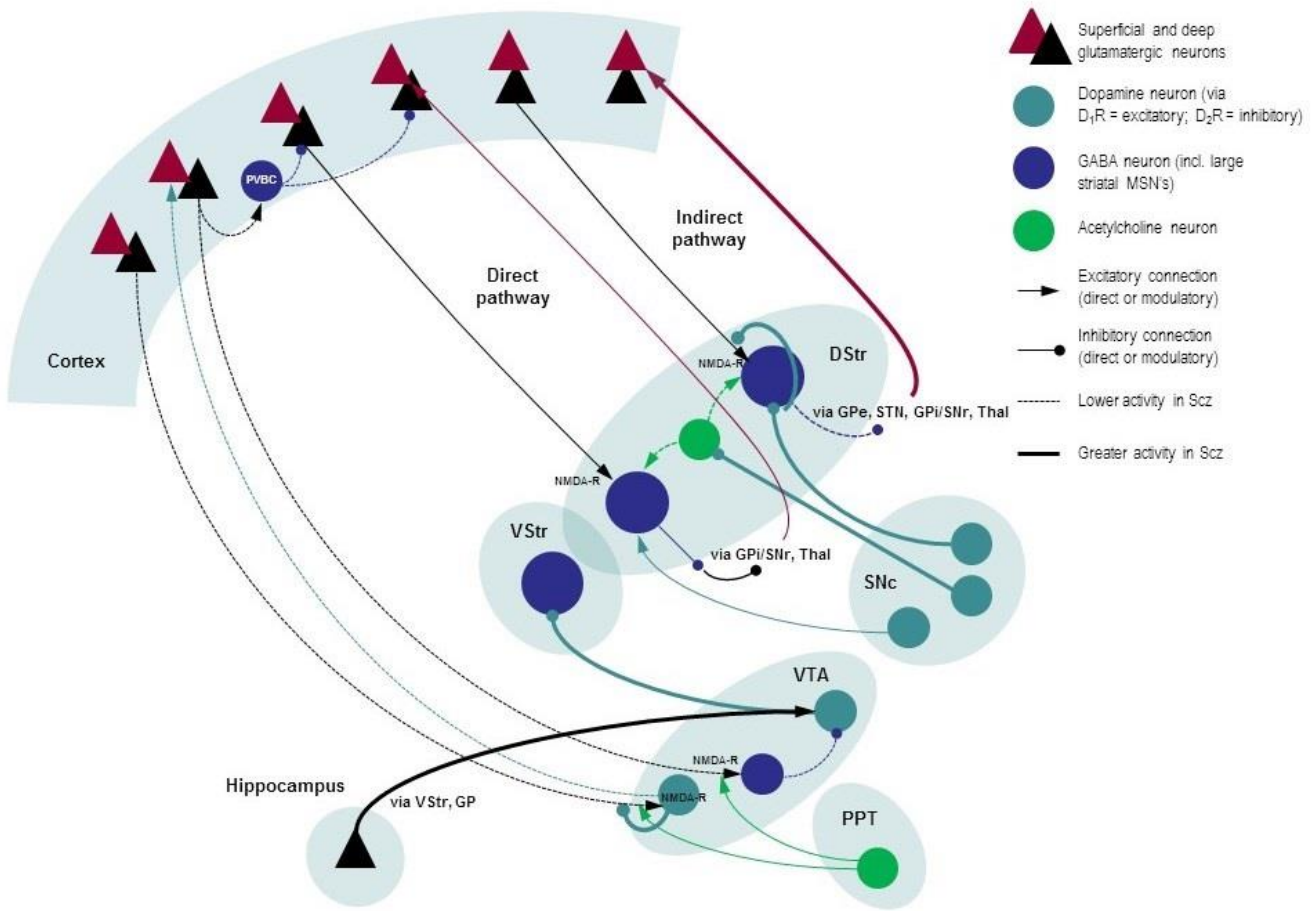 Superficial and deep
glutamatergic neurons
Dopamine neuron (via
D₁R = excitatory; D₂R = inhibitory)
GABA neuron (incl. large
striatal MSN's)
Acetylcholine neuron
Excitatory connection
(direct or modulatory)
Inhibitory connection
(direct or modulatory)
Lower activity in Scz
Greater activity in Scz
PVBC
Indirect
pathway
Direct
pathway
Cortex
DStr
NMDA-R
via GPe, STN, GPi/SNr, Thal
NMDA-R
VStr
via GPi/SNr, Thal
SNc
VTA
NMDA-R
Hippocampus
via VStr, GP
NMDA-R
PPT